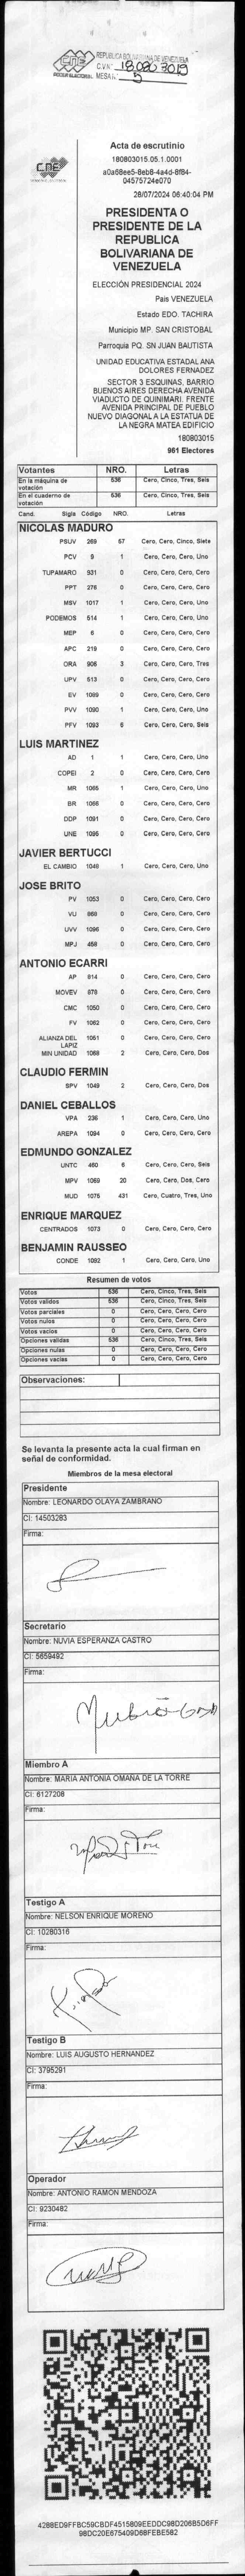 CNE
PODER ELECTORAL
REPÚBLICA BOLIVARIANA DE VENEZUELA
C.V.N° 18.080 3015
MESA N° 5
CNE
Acta de escrutinio
180803015.05.1.0001
a0a68ee5-8eb8-4a4d-8f84-
04575724e070
28/07/2024 06:40:04 PM
PRESIDENTA O
PRESIDENTE DE LA
REPUBLICA
BOLIVARIANA DE
VENEZUELA
ELECCIÓN PRESIDENCIAL 2024
Pais VENEZUELA
Estado EDO. TACHIRA
Municipio MP. SAN CRISTOBAL
Parroquia PQ. SN JUAN BAUTISTA
UNIDAD EDUCATIVA ESTADAL ANA
DOLORES FERNADEZ
SECTOR 3 ESQUINAS, BARRIO
BUENOS AIRES DERECHA AVENIDA
VIADUCTO DE QUINIMARI. FRENTE
AVENIDA PRINCIPAL DE PUEBLO
NUEVO DIAGONAL A LA ESTATUA DE
LA NEGRA MATEA EDIFICIO
180803015
961 Electores
Votantes NRO. Letras
En la máquina de votación 536 Cero, Cinco, Tres, Seis
En el cuaderno de votación 536 Cero, Cinco, Tres, Seis
Cand. Sigla Código NRO. Letras
NICOLAS MADURO
PSUV 269 57 Cero, Cero, Cinco, Siete
PCV 9 1 Cero, Cero, Cero, Uno
TUPAMARO 931 0 Cero, Cero, Cero, Cero
PPT 276 0 Cero, Cero, Cero, Cero
MSV 1017 1 Cero, Cero, Cero, Uno
PODEMOS 514 1 Cero, Cero, Cero, Uno
MEP 6 0 Cero, Cero, Cero, Cero
APC 219 0 Cero, Cero, Cero, Cero
ORA 906 3 Cero, Cero, Cero, Tres
UPV 513 0 Cero, Cero, Cero, Cero
EV 1089 0 Cero, Cero, Cero, Cero
PVV 1090 1 Cero, Cero, Cero, Uno
PFV 1093 6 Cero, Cero, Cero, Seis
LUIS MARTINEZ
AD 1 1 Cero, Cero, Cero, Uno
COPEI 2 0 Cero, Cero, Cero, Cero
MR 1065 1 Cero, Cero, Cero, Uno
BR 1066 0 Cero, Cero, Cero, Cero
DDP 1091 0 Cero, Cero, Cero, Cero
UNE 1095 0 Cero, Cero, Cero, Cero
JAVIER BERTUCCI
EL CAMBIO 1048 1 Cero, Cero, Cero, Uno
JOSE BRITO
PV 1053 0 Cero, Cero, Cero, Cero
VU 868 0 Cero, Cero, Cero, Cero
UVV 1096 0 Cero, Cero, Cero, Cero
MPJ 458 0 Cero, Cero, Cero, Cero
ANTONIO ECARRI
AP 814 0 Cero, Cero, Cero, Cero
MOVEV 878 0 Cero, Cero, Cero, Cero
CMC 1050 0 Cero, Cero, Cero, Cero
FV 1062 0 Cero, Cero, Cero, Cero
ALIANZA DEL LAPIZ 1051 0 Cero, Cero, Cero, Cero
MIN UNIDAD 1068 2 Cero, Cero, Cero, Dos
CLAUDIO FERMIN
SPV 1049 2 Cero, Cero, Cero, Dos
DANIEL CEBALLOS
VPA 236 1 Cero, Cero, Cero, Uno
AREPA 1094 0 Cero, Cero, Cero, Cero
EDMUNDO GONZALEZ
UNTC 460 6 Cero, Cero, Cero, Seis
MPV 1069 20 Cero, Cero, Dos, Cero
MUD 1075 431 Cero, Cuatro, Tres, Uno
ENRIQUE MARQUEZ
CENTRADOS 1073 0 Cero, Cero, Cero, Cero
BENJAMIN RAUSSEO
CONDE 1092 1 Cero, Cero, Cero, Uno
Resumen de votos
Votos 536 Cero, Cinco, Tres, Seis
Votos validos 536 Cero, Cinco, Tres, Seis
Votos parciales 0 Cero, Cero, Cero, Cero
Votos nulos 0 Cero, Cero, Cero, Cero
Votos vacios 0 Cero, Cero, Cero, Cero
Opciones validas 536 Cero, Cinco, Tres, Seis
Opciones nulas 0 Cero, Cero, Cero, Cero
Opciones vacias 0 Cero, Cero, Cero, Cero
Observaciones:
Se levanta la presente acta la cual firman en
señal de conformidad.
Miembros de la mesa electoral
Presidente
Nombre: LEONARDO OLAYA ZAMBRANO
CI: 14503283
Firma:
Secretario
Nombre: NUVIA ESPERANZA CASTRO
CI: 5659492
Firma:
Miembro A
Nombre: MARIA ANTONIA OMAÑA DE LA TORRE
CI: 6127208
Firma:
Testigo A
Nombre: NELSON ENRIQUE MORENO
CI: 10280316
Firma:
Testigo B
Nombre: LUIS AUGUSTO HERNANDEZ
CI: 3795291
Firma:
Operador
Nombre: ANTONIO RAMON MENDOZA
CI: 9230482
Firma:
4288ED9FFBC59CBDF4515809EEDDC98D206B5D6FF
98DC20E675409D68FEBE582